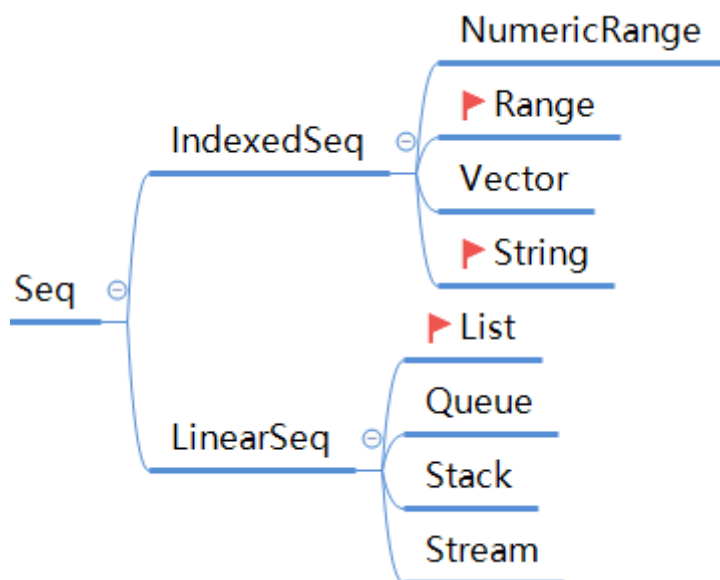 Seq
IndexedSeq
NumericRange
Range
Vector
String
LinearSeq
List
Queue
Stack
Stream